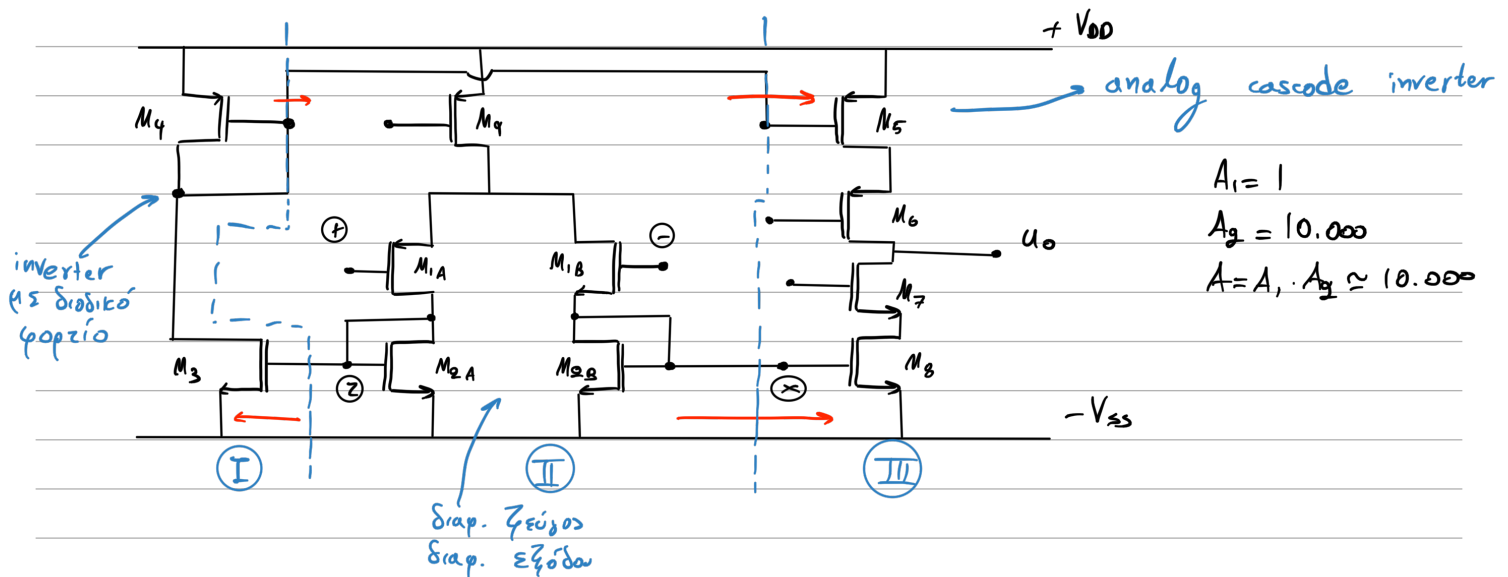 + VDD
analog cascode inverter
M4
M9
M5
A1 = 1
A2 = 10.000
A = A1 · A2 ≃ 10.000
M6
+
-
uo
M1A
M1B
M7
inverter
με διοδικό
φορτίο
M3
M2A
M2B
M8
2
x
-Vss
I
II
III
διαφ. ζεύγος
διαφ. εξόδου